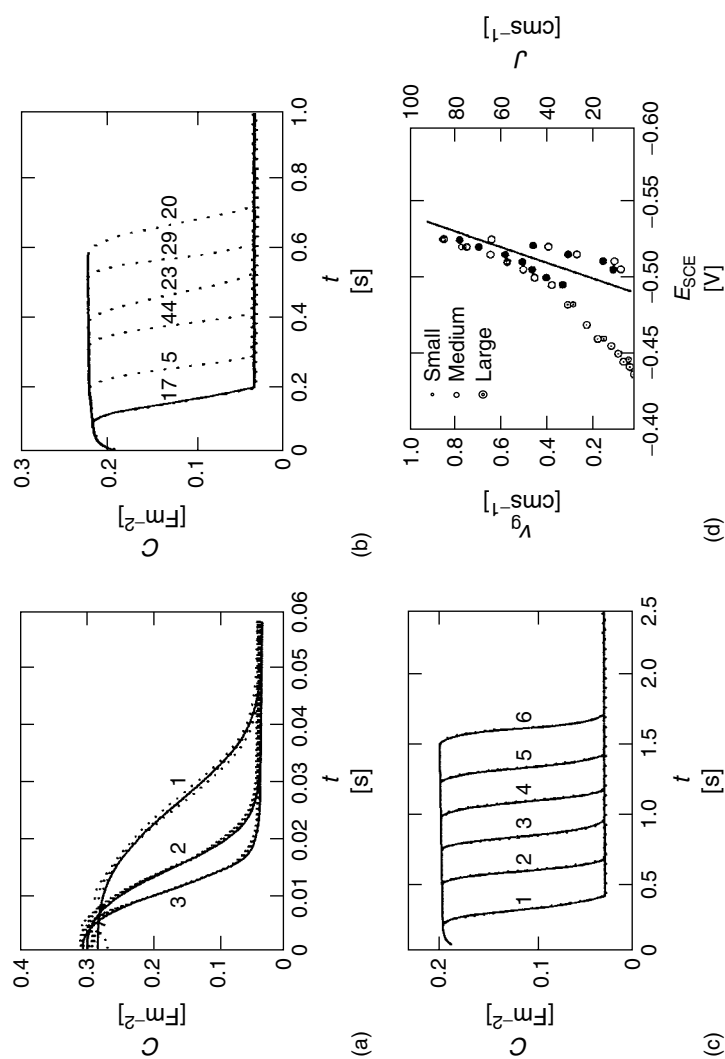 0.4
0.3
0.2
0.1
0
C
[Fm⁻²]
1
2
3
0
0.01
0.02
0.03
0.04
0.05
0.06
t
[s]
(a)
0.3
0.2
0.1
0
C
[Fm⁻²]
17
5
44
23
29
20
0
0.2
0.4
0.6
0.8
1.0
t
[s]
(b)
0.2
0.1
0
C
[Fm⁻²]
1
2
3
4
5
6
0
0.5
1.0
1.5
2.0
2.5
t
[s]
(c)
1.0
0.8
0.6
0.4
0.2
vg
[cms⁻¹]
Small
Medium
Large
100
80
60
40
20
J
[cms⁻¹]
−0.40
−0.45
−0.50
−0.55
−0.60
ESCE
[V]
(d)